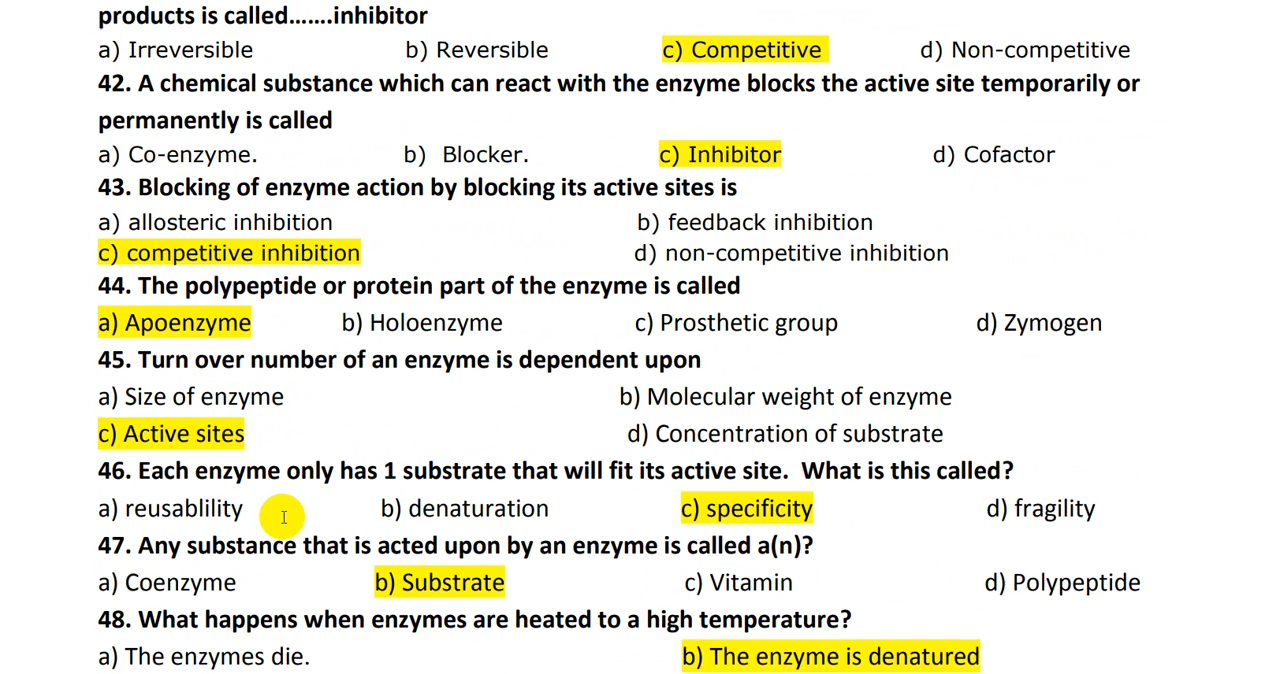 products is called…….inhibitor
a) Irreversible b) Reversible c) Competitive d) Non-competitive
42. A chemical substance which can react with the enzyme blocks the active site temporarily or
permanently is called
a) Co-enzyme. b) Blocker. c) Inhibitor d) Cofactor
43. Blocking of enzyme action by blocking its active sites is
a) allosteric inhibition b) feedback inhibition
c) competitive inhibition d) non-competitive inhibition
44. The polypeptide or protein part of the enzyme is called
a) Apoenzyme b) Holoenzyme c) Prosthetic group d) Zymogen
45. Turn over number of an enzyme is dependent upon
a) Size of enzyme b) Molecular weight of enzyme
c) Active sites d) Concentration of substrate
46. Each enzyme only has 1 substrate that will fit its active site. What is this called?
a) reusablility b) denaturation c) specificity d) fragility
47. Any substance that is acted upon by an enzyme is called a(n)?
a) Coenzyme b) Substrate c) Vitamin d) Polypeptide
48. What happens when enzymes are heated to a high temperature?
a) The enzymes die. b) The enzyme is denatured